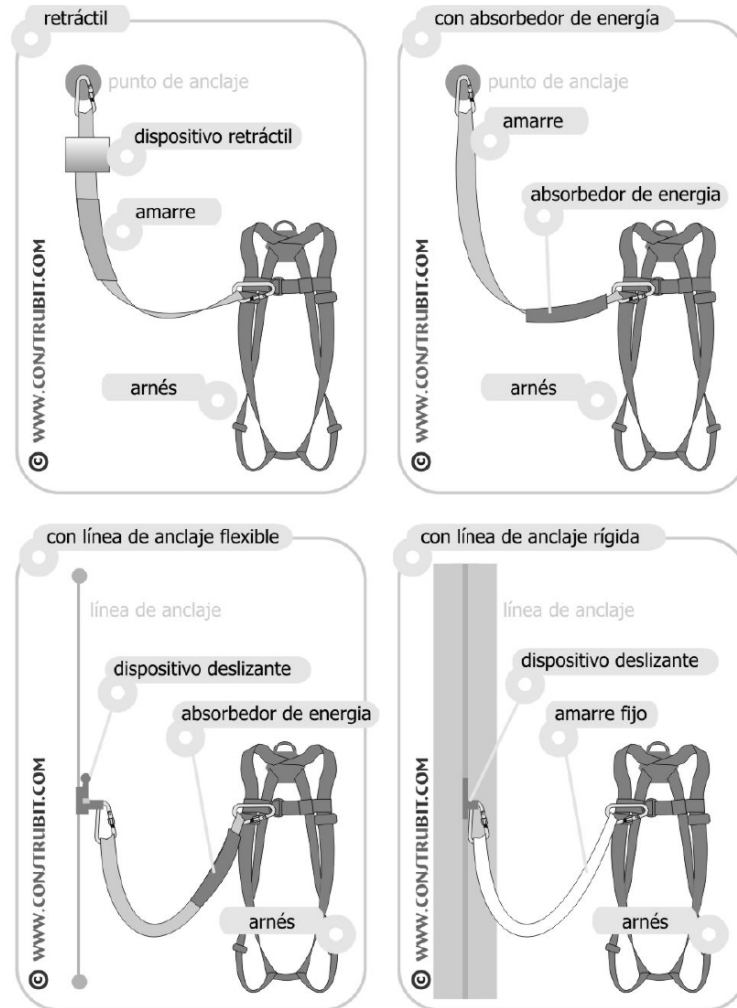 retráctil
punto de anclaje
dispositivo retráctil
amarre
arnés
© WWW.CONSTRUBIT.COM
con absorbedor de energía
punto de anclaje
amarre
absorbedor de energia
arnés
© WWW.CONSTRUBIT.COM
con línea de anclaje flexible
línea de anclaje
dispositivo deslizante
absorbedor de energia
arnés
© WWW.CONSTRUBIT.COM
con línea de anclaje rígida
línea de anclaje
dispositivo deslizante
amarre fijo
arnés
© WWW.CONSTRUBIT.COM